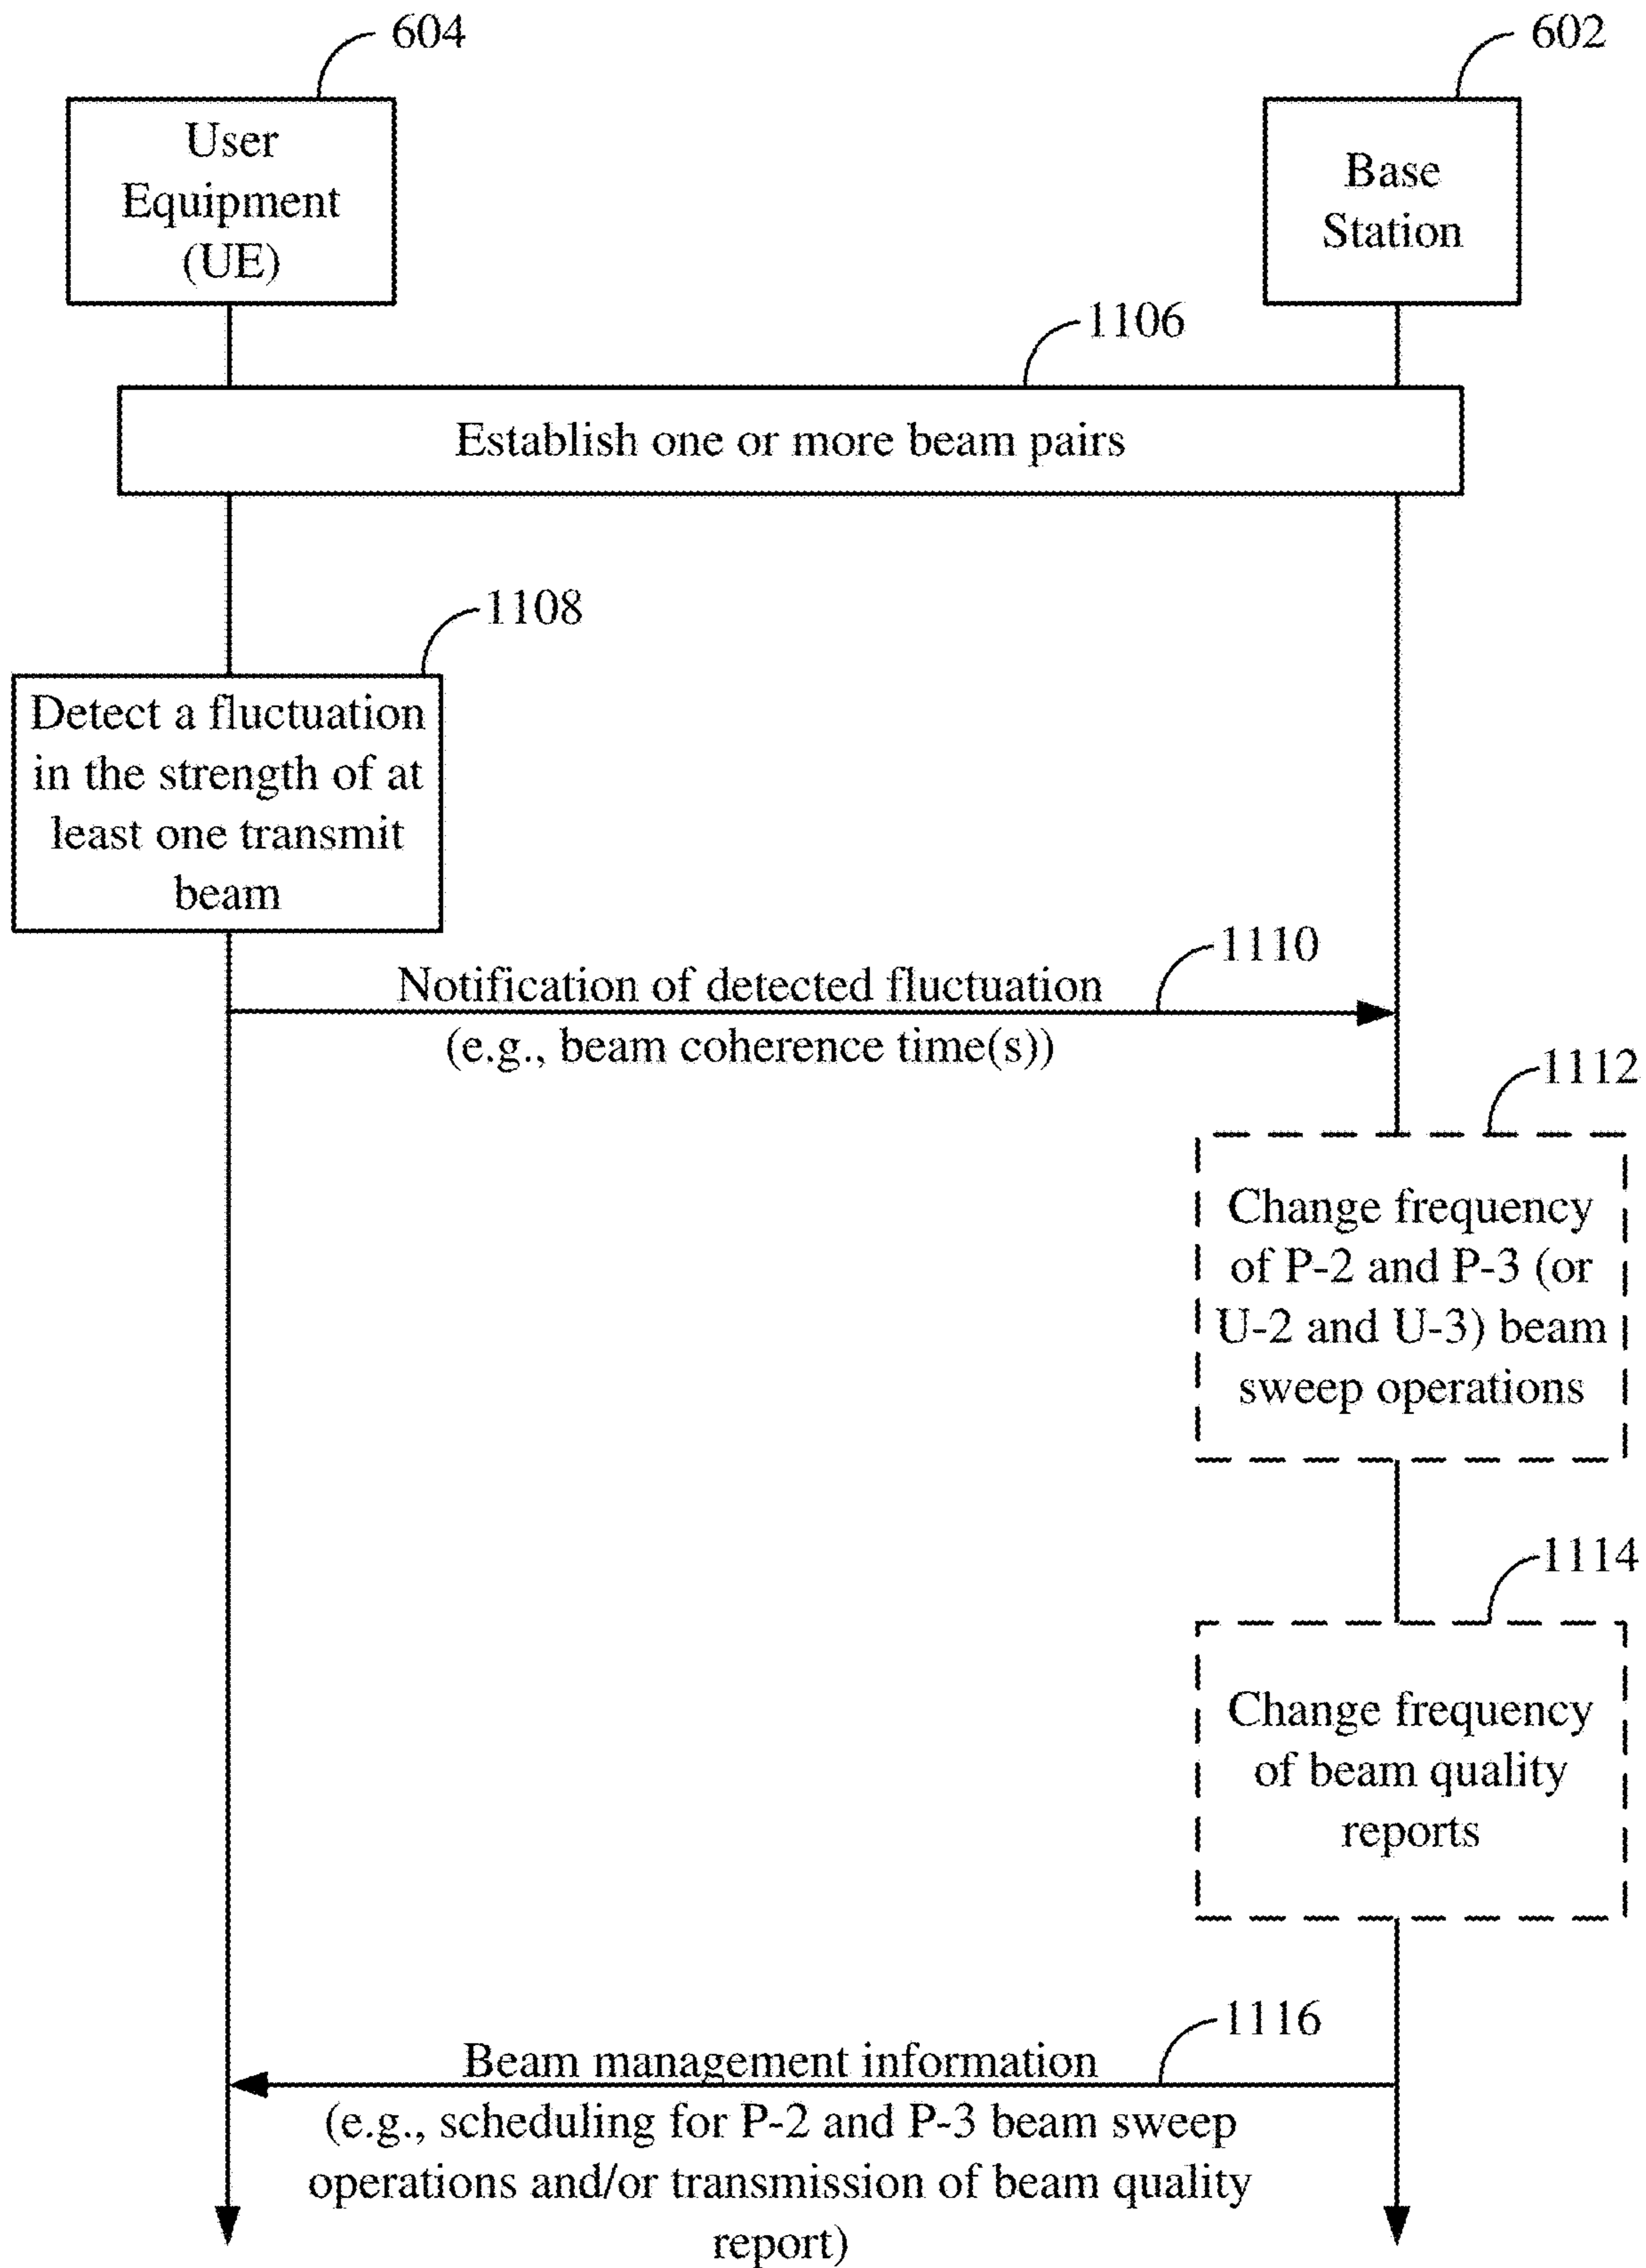 604
602
User
Equipment
(UE)
Base
Station
1106
Establish one or more beam pairs
1108
Detect a fluctuation
in the strength of at
least one transmit
beam
1110
Notification of detected fluctuation
(e.g., beam coherence time(s))
1112
Change frequency
of P-2 and P-3 (or
U-2 and U-3) beam
sweep operations
1114
Change frequency
of beam quality
reports
1116
Beam management information
(e.g., scheduling for P-2 and P-3 beam sweep
operations and/or transmission of beam quality
report)